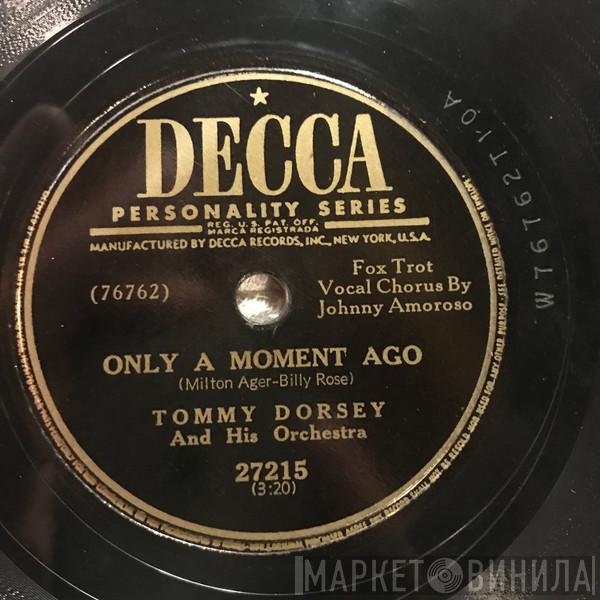 DECCA
PERSONALITY SERIES
REG. U.S. PAT. OFF.
MARCA REGISTRADA
MANUFACTURED BY DECCA RECORDS, INC., NEW YORK, U.S.A.
(76762)
Fox Trot
Vocal Chorus By
Johnny Amoroso
ONLY A MOMENT AGO
(Milton Ager-Billy Rose)
TOMMY DORSEY
And His Orchestra
27215
(3:20)
W76762T1 0A
МАРКЕТ ВИНИЛА